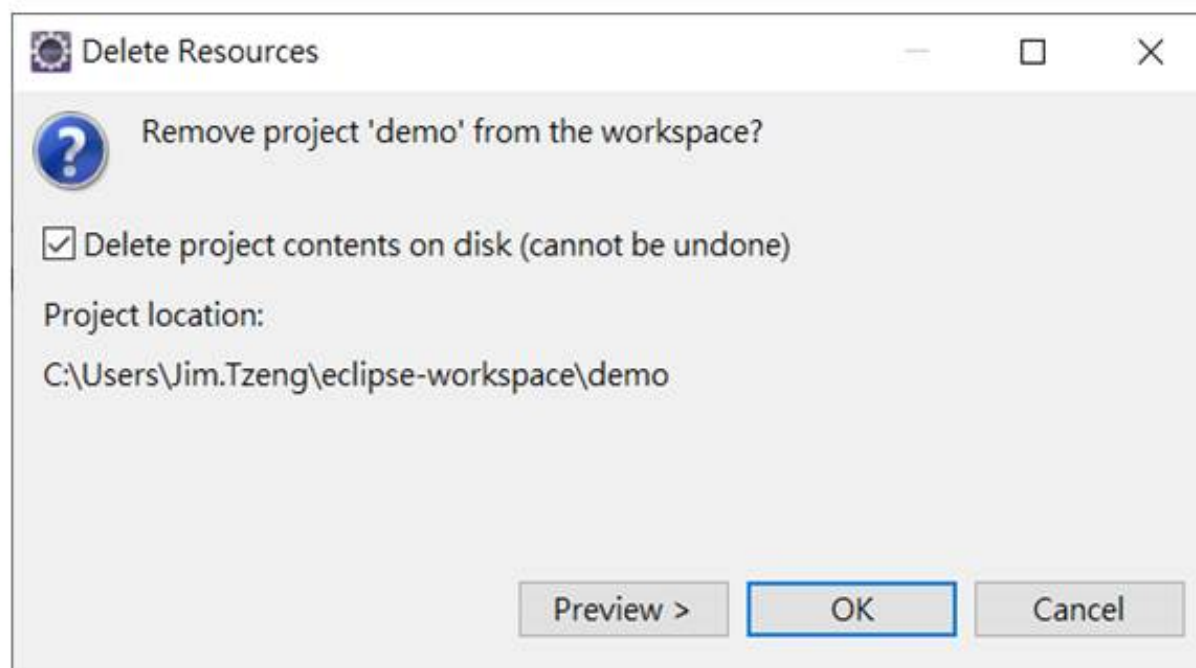 Delete Resources
Remove project 'demo' from the workspace?
Delete project contents on disk (cannot be undone)
Project location:
C:\Users\Jim.Tzeng\eclipse-workspace\demo
Preview >
OK
Cancel